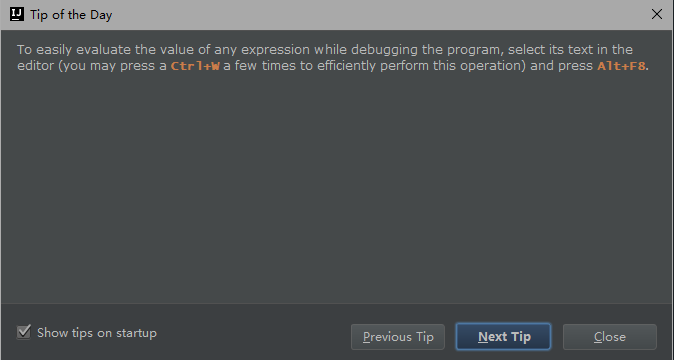 IJ Tip of the Day
To easily evaluate the value of any expression while debugging the program, select its text in the
editor (you may press a Ctrl+W a few times to efficiently perform this operation) and press Alt+F8.
Show tips on startup
Previous Tip
Next Tip
Close